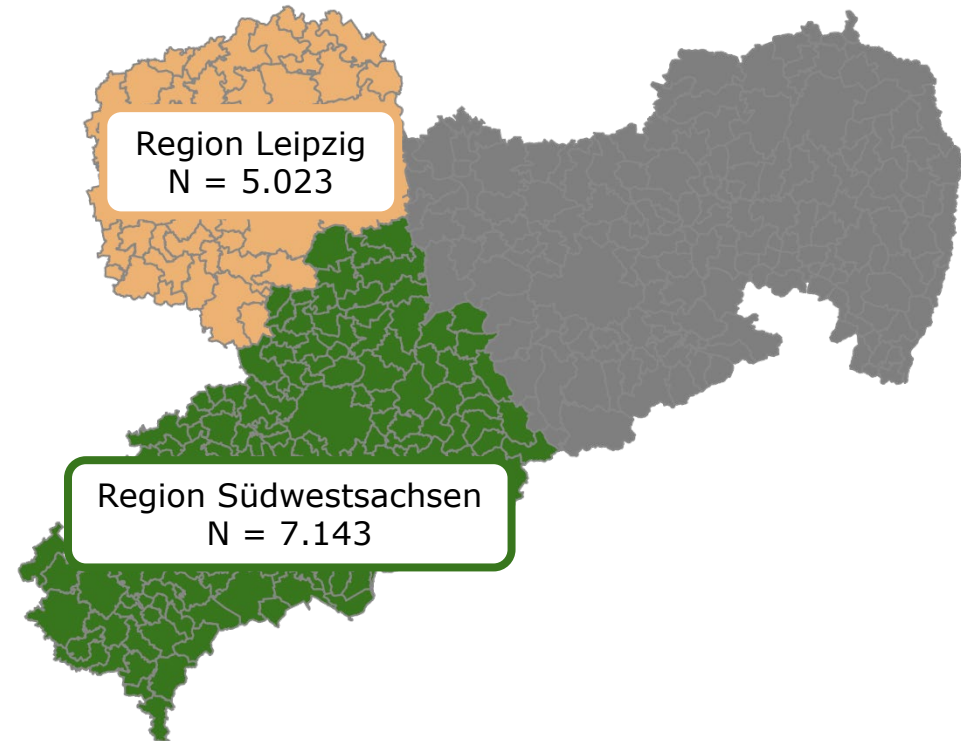 Region Leipzig
N = 5.023
Region Südwestsachsen
N = 7.143